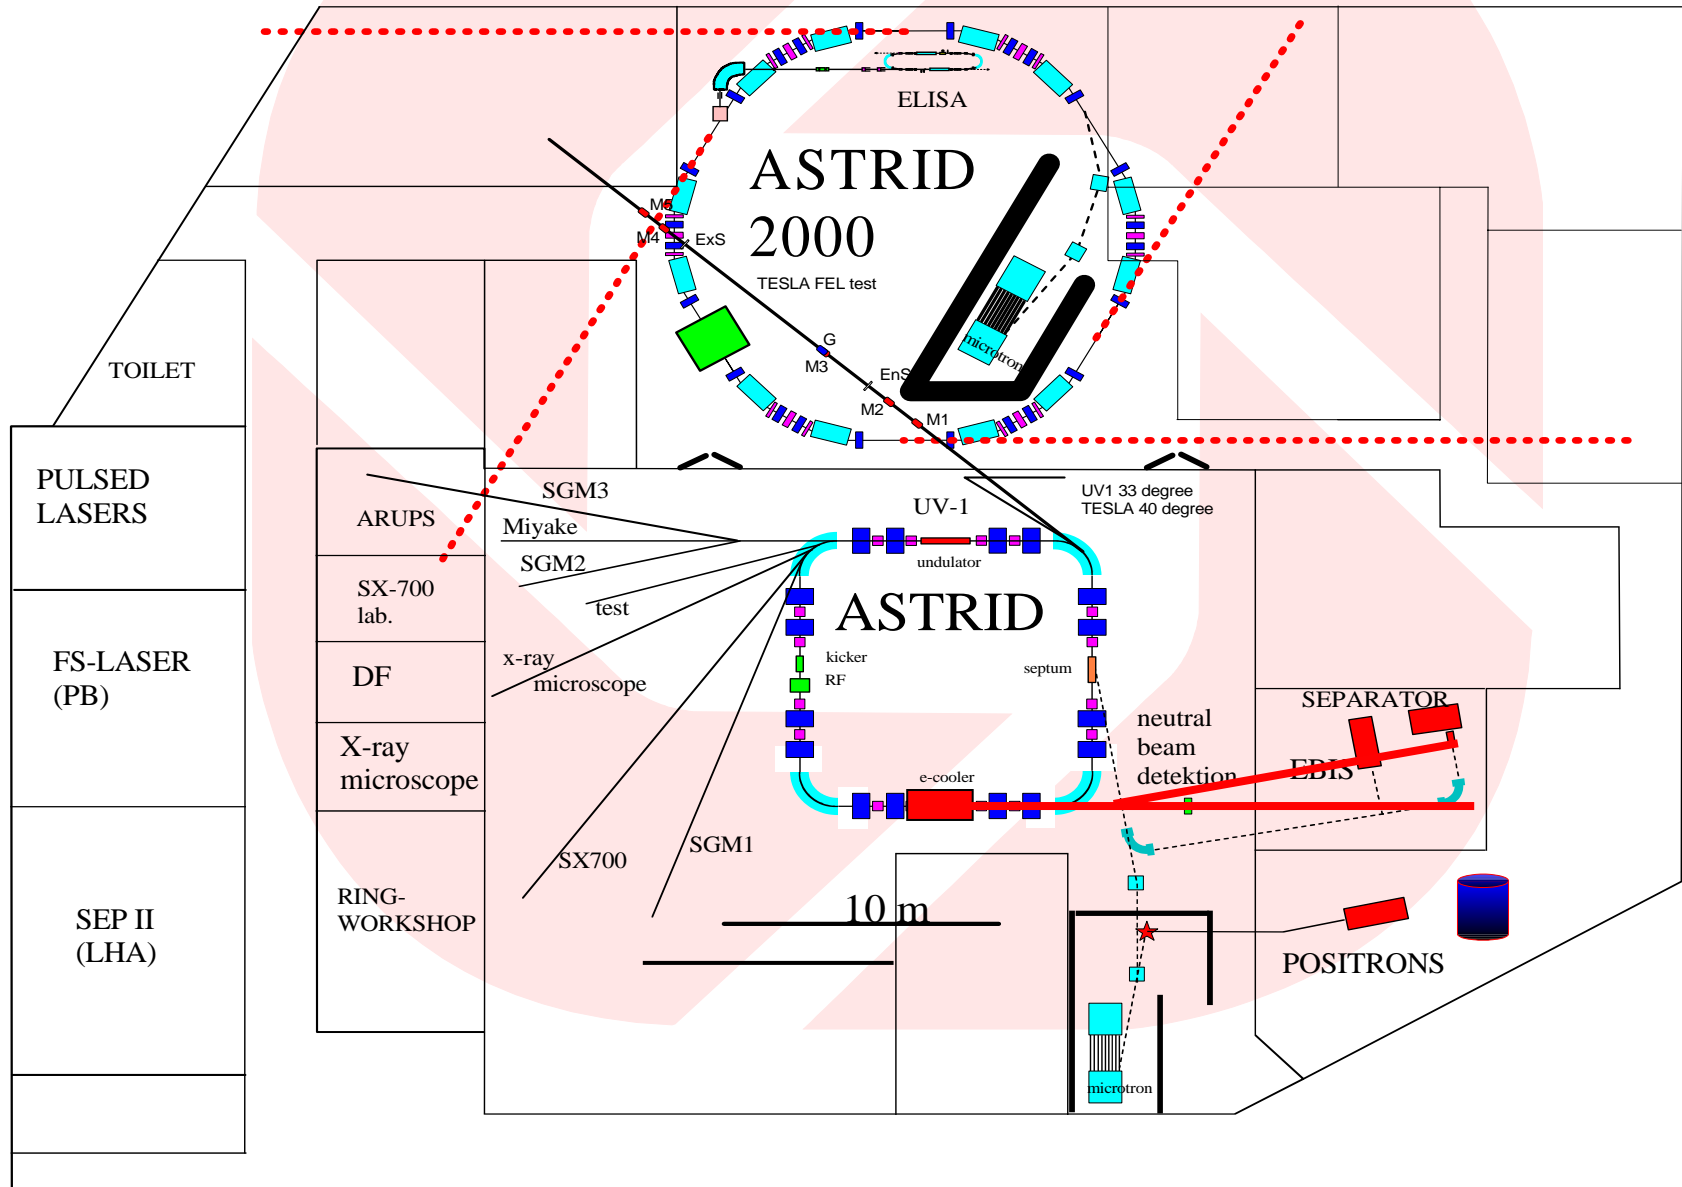 ELISA
ASTRID
2000
TESLA FEL test
M5
M4
ExS
G
M3
EnS
M2
M1
microtron
TOILET
PULSED
LASERS
FS-LASER
(PB)
SEP II
(LHA)
ARUPS
SX-700
lab.
DF
X-ray
microscope
RING-
WORKSHOP
SGM3
Miyake
SGM2
test
x-ray
microscope
SX700
SGM1
UV-1
undulator
UV1 33 degree
TESLA 40 degree
ASTRID
kicker
RF
septum
e-cooler
neutral
beam
detektion
SEPARATOR
EBIS
10 m
POSITRONS
microtron